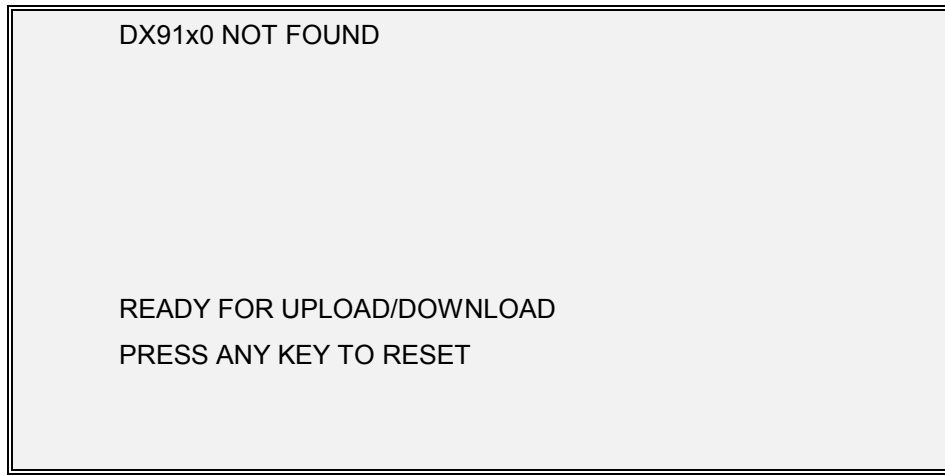 DX91x0 NOT FOUND
READY FOR UPLOAD/DOWNLOAD
PRESS ANY KEY TO RESET